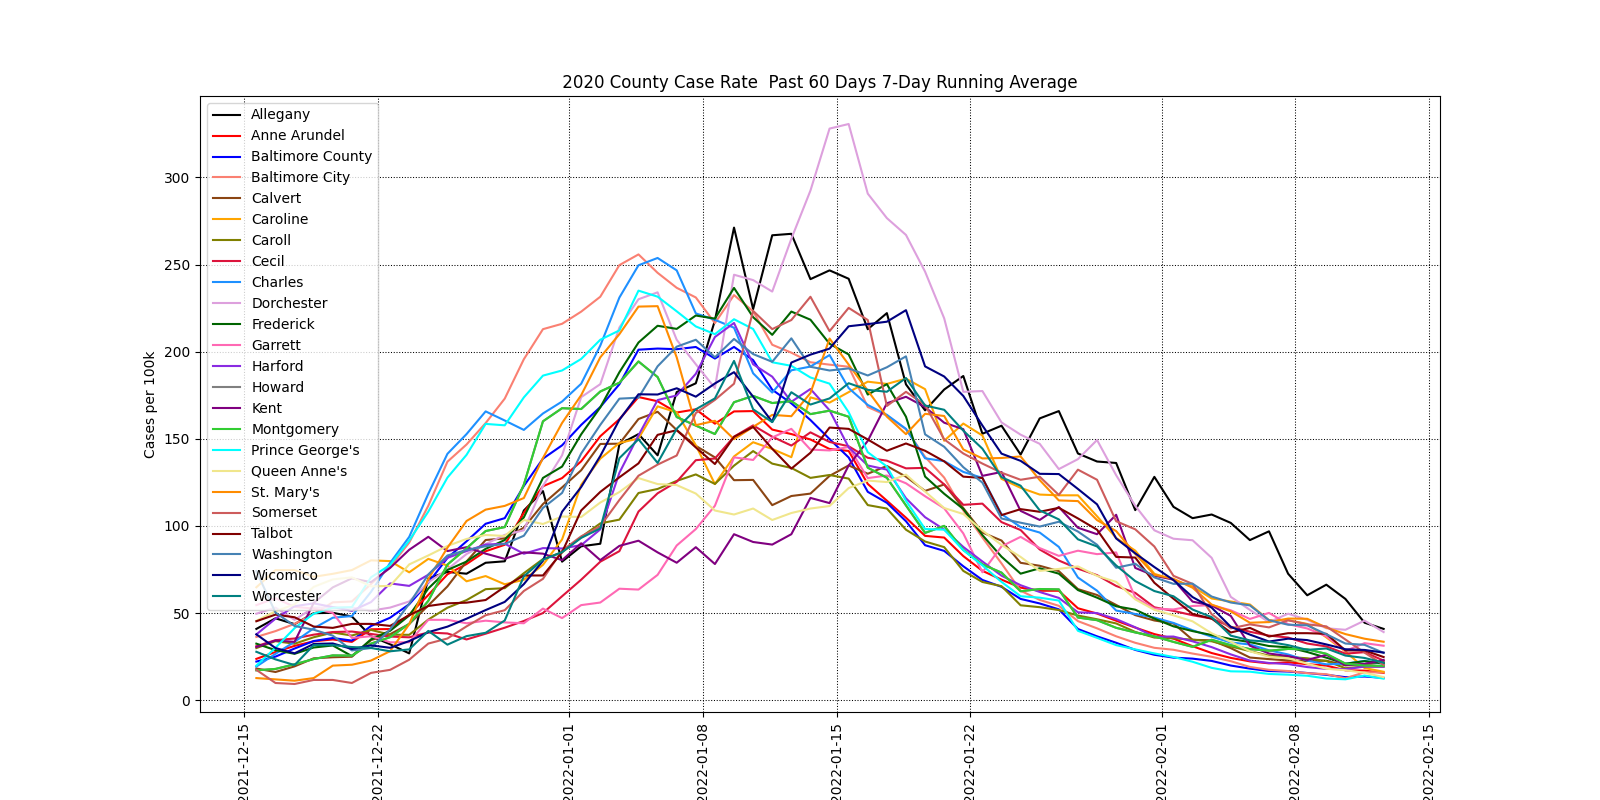 2020 County Case Rate  Past 60 Days 7-Day Running Average
Cases per 100k
300
250
200
150
100
50
0
Allegany
Anne Arundel
Baltimore County
Baltimore City
Calvert
Caroline
Caroll
Cecil
Charles
Dorchester
Frederick
Garrett
Harford
Howard
Kent
Montgomery
Prince George's
Queen Anne's
St. Mary's
Somerset
Talbot
Washington
Wicomico
Worcester
2021-12-15
2021-12-22
2022-01-01
2022-01-08
2022-01-15
2022-01-22
2022-02-01
2022-02-08
2022-02-15